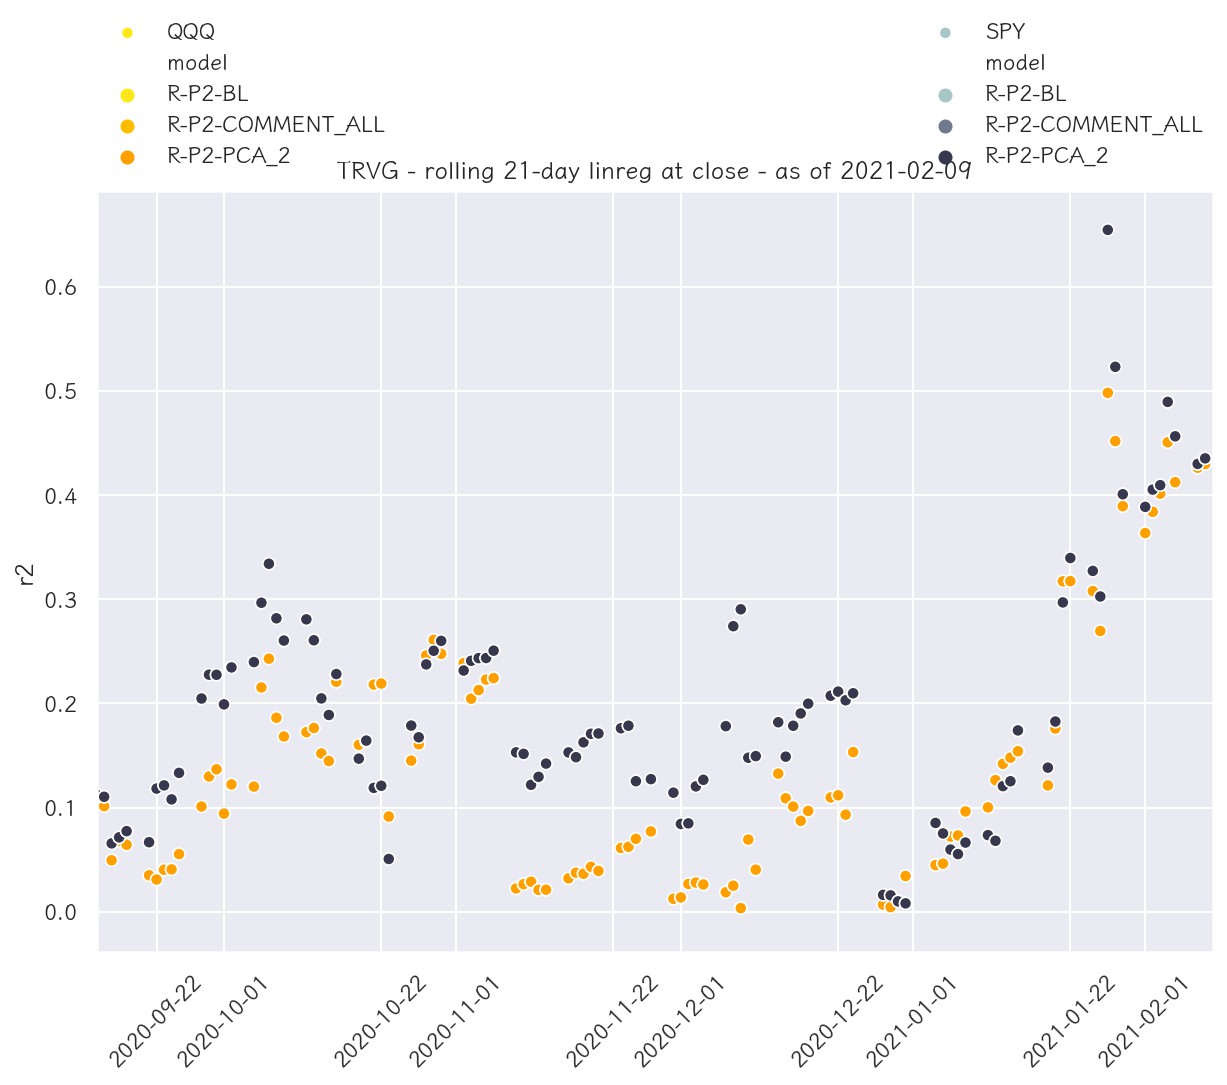 QQQ
model
R-P2-BL
R-P2-COMMENT_ALL
R-P2-PCA_2
SPY
model
R-P2-BL
R-P2-COMMENT_ALL
R-P2-PCA_2
TRVG - rolling 21-day linreg at close - as of 2021-02-09
r2
0.6
0.5
0.4
0.3
0.2
0.1
0.0
2020-09-22
2020-10-01
2020-10-22
2020-11-01
2020-11-22
2020-12-01
2020-12-22
2021-01-01
2021-01-22
2021-02-01